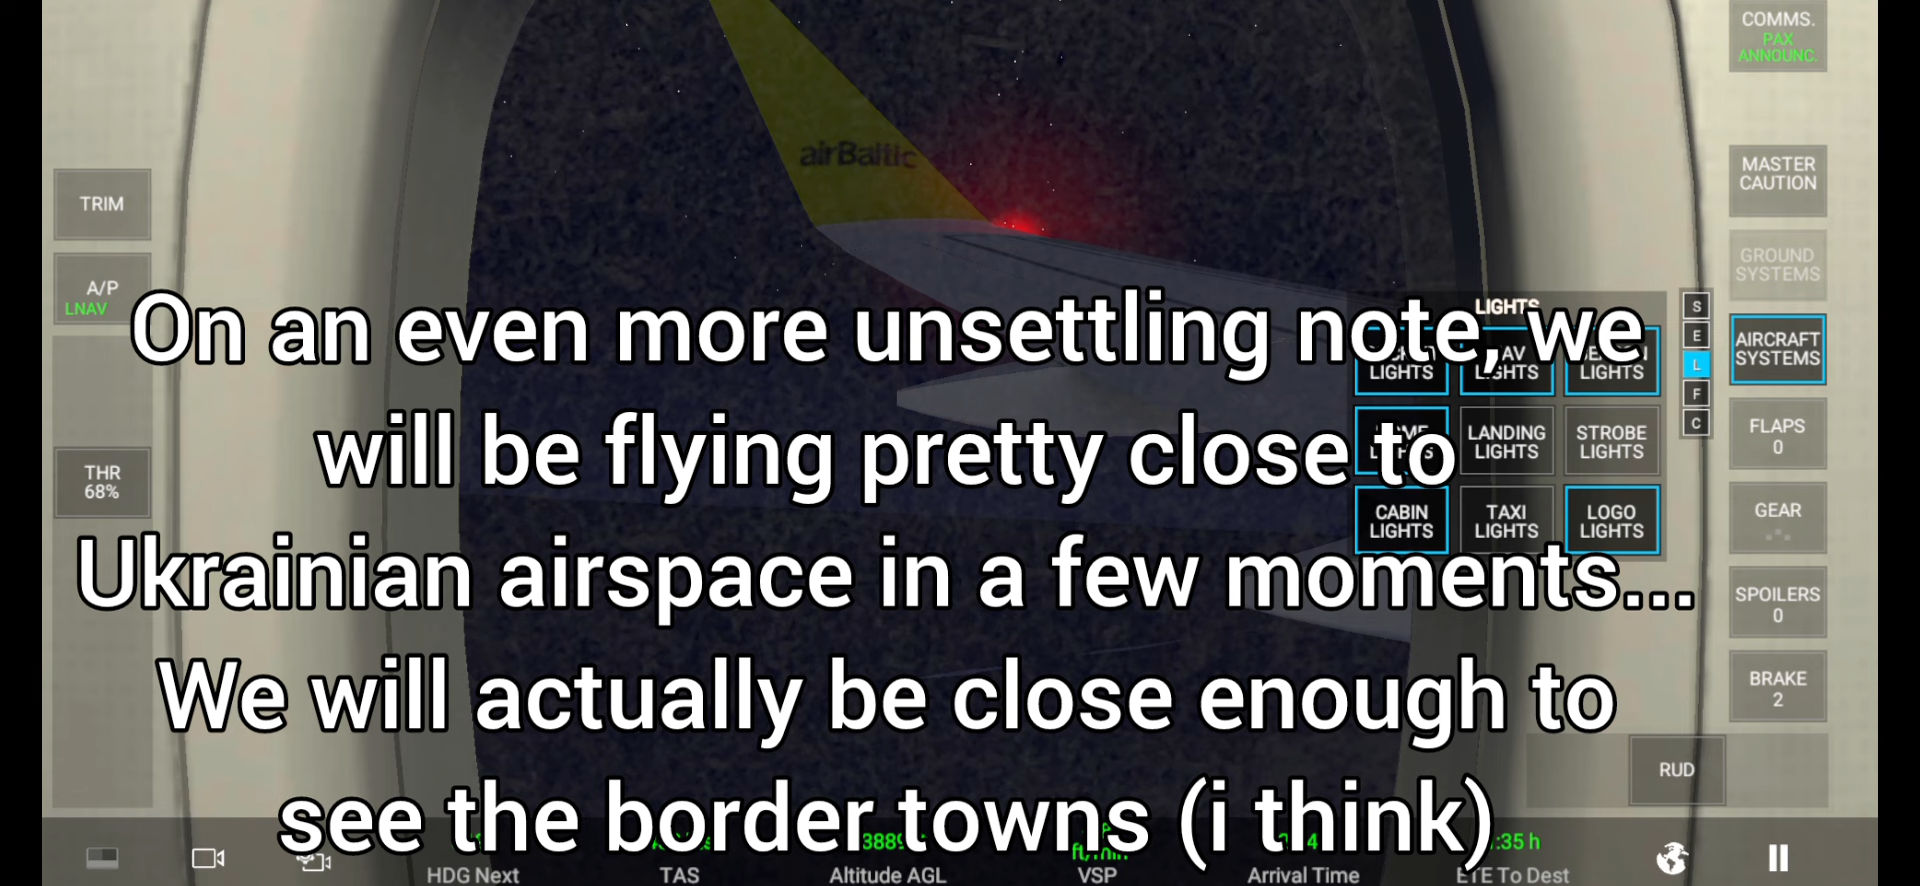 COMMS.
PAX
ANNOUNC.
airBaltic
MASTER
CAUTION
TRIM
GROUND
SYSTEMS
A/P
LNAV
On an even more unsettling note, we
will be flying pretty close to
Ukrainian airspace in a few moments...
We will actually be close enough to
see the border towns (i think)
LIGHTS
LIGHTS
LIGHTS
LIGHTS
LANDING
LIGHTS
STROBE
LIGHTS
CABIN
LIGHTS
TAXI
LIGHTS
LOGO
LIGHTS
S
E
L
F
C
AIRCRAFT
SYSTEMS
FLAPS
0
THR
68%
GEAR
SPOILERS
0
BRAKE
2
RUD
:35 h
HDG Next
TAS
Altitude AGL
VSP
Arrival Time
ETE To Dest